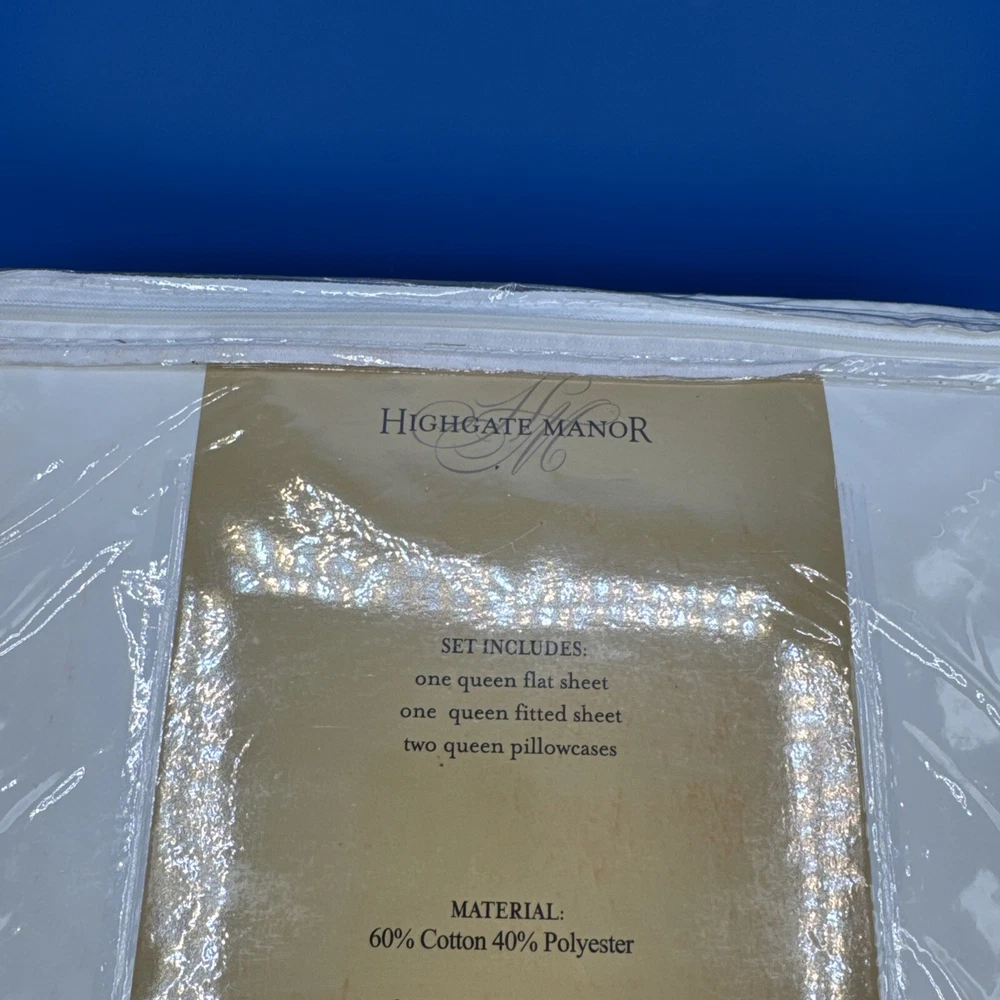 HIGHGATE MANOR
HM
SET INCLUDES:
one queen flat sheet
one queen fitted sheet
two queen pillowcases
MATERIAL:
60% Cotton 40% Polyester